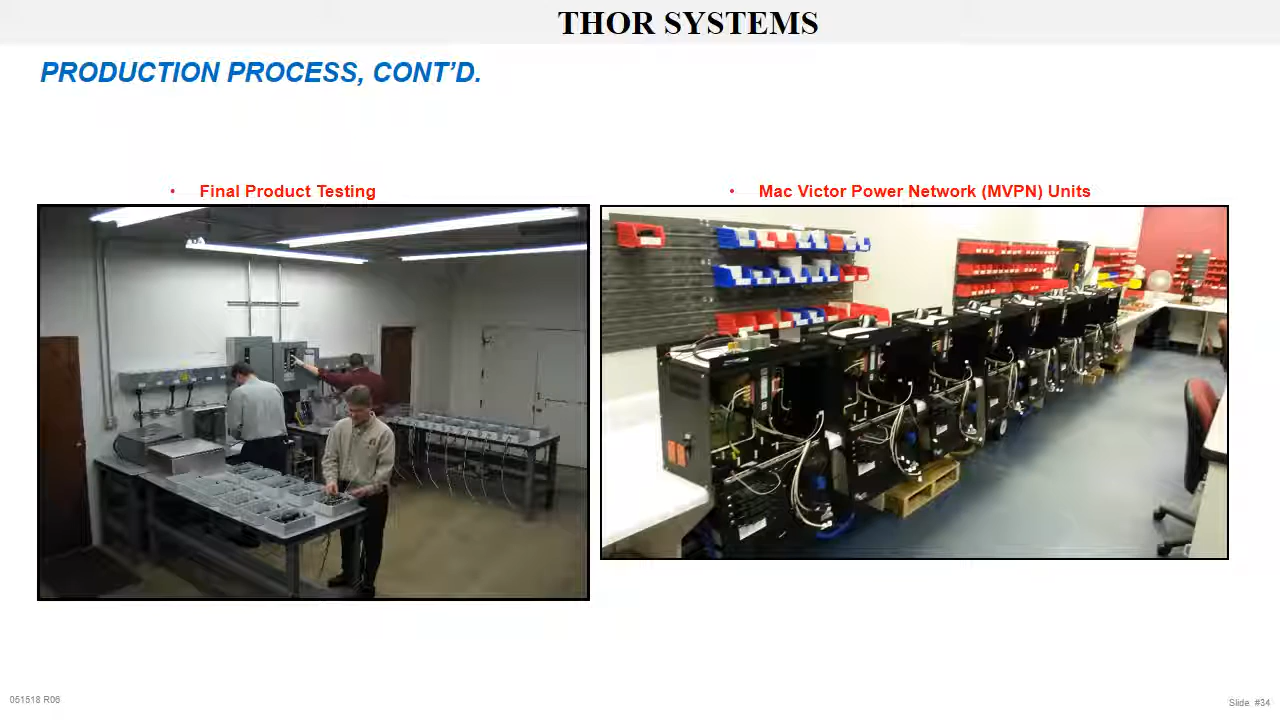 THOR SYSTEMS
PRODUCTION PROCESS, CONT’D.
• Final Product Testing
• Mac Victor Power Network (MVPN) Units
051518 R06
Slide #34